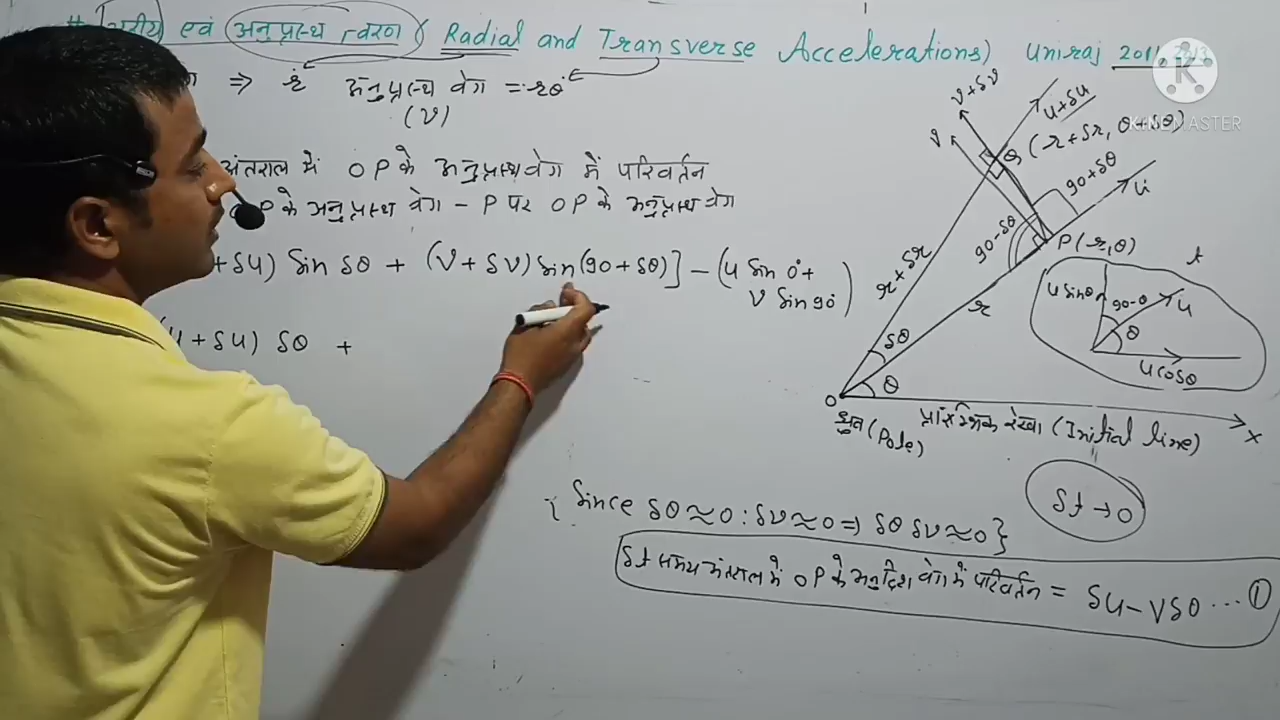 एवं अनुप्रस्थ त्वरण ( Radial and Transverse Accelerations) Uniraj 2011, 2013
⇒ ṙ अनुप्रस्थ वेग = rθ̇
(V)
KINEMASTER
अंतराल में OP के अनुप्रस्थ वेग में परिवर्तन
OP के अनुप्रस्थ वेग - P पर OP के अनुप्रस्थ वेग
+δu) Sin δθ + (V+δV) Sin(90+δθ)] - (u Sin 0° +
V Sin 90°)
(u+δu) δθ +
V+δV
u+δu
V
Q (r+δr, θ+δθ)
90+δθ
u
90-δθ
P(r,θ)
t
r+δr
r
u sinθ
90-θ
u
θ
u cosθ
δθ
θ
O
x
ध्रुव (Pole)
प्रारम्भिक रेखा (Initial line)
δt → 0
{ Since δθ≈0 : δV≈0 ⇒ δθ δV≈0}
δt समय अंतराल में OP के अनुदिश वेग में परिवर्तन = δu - Vδθ ... ①